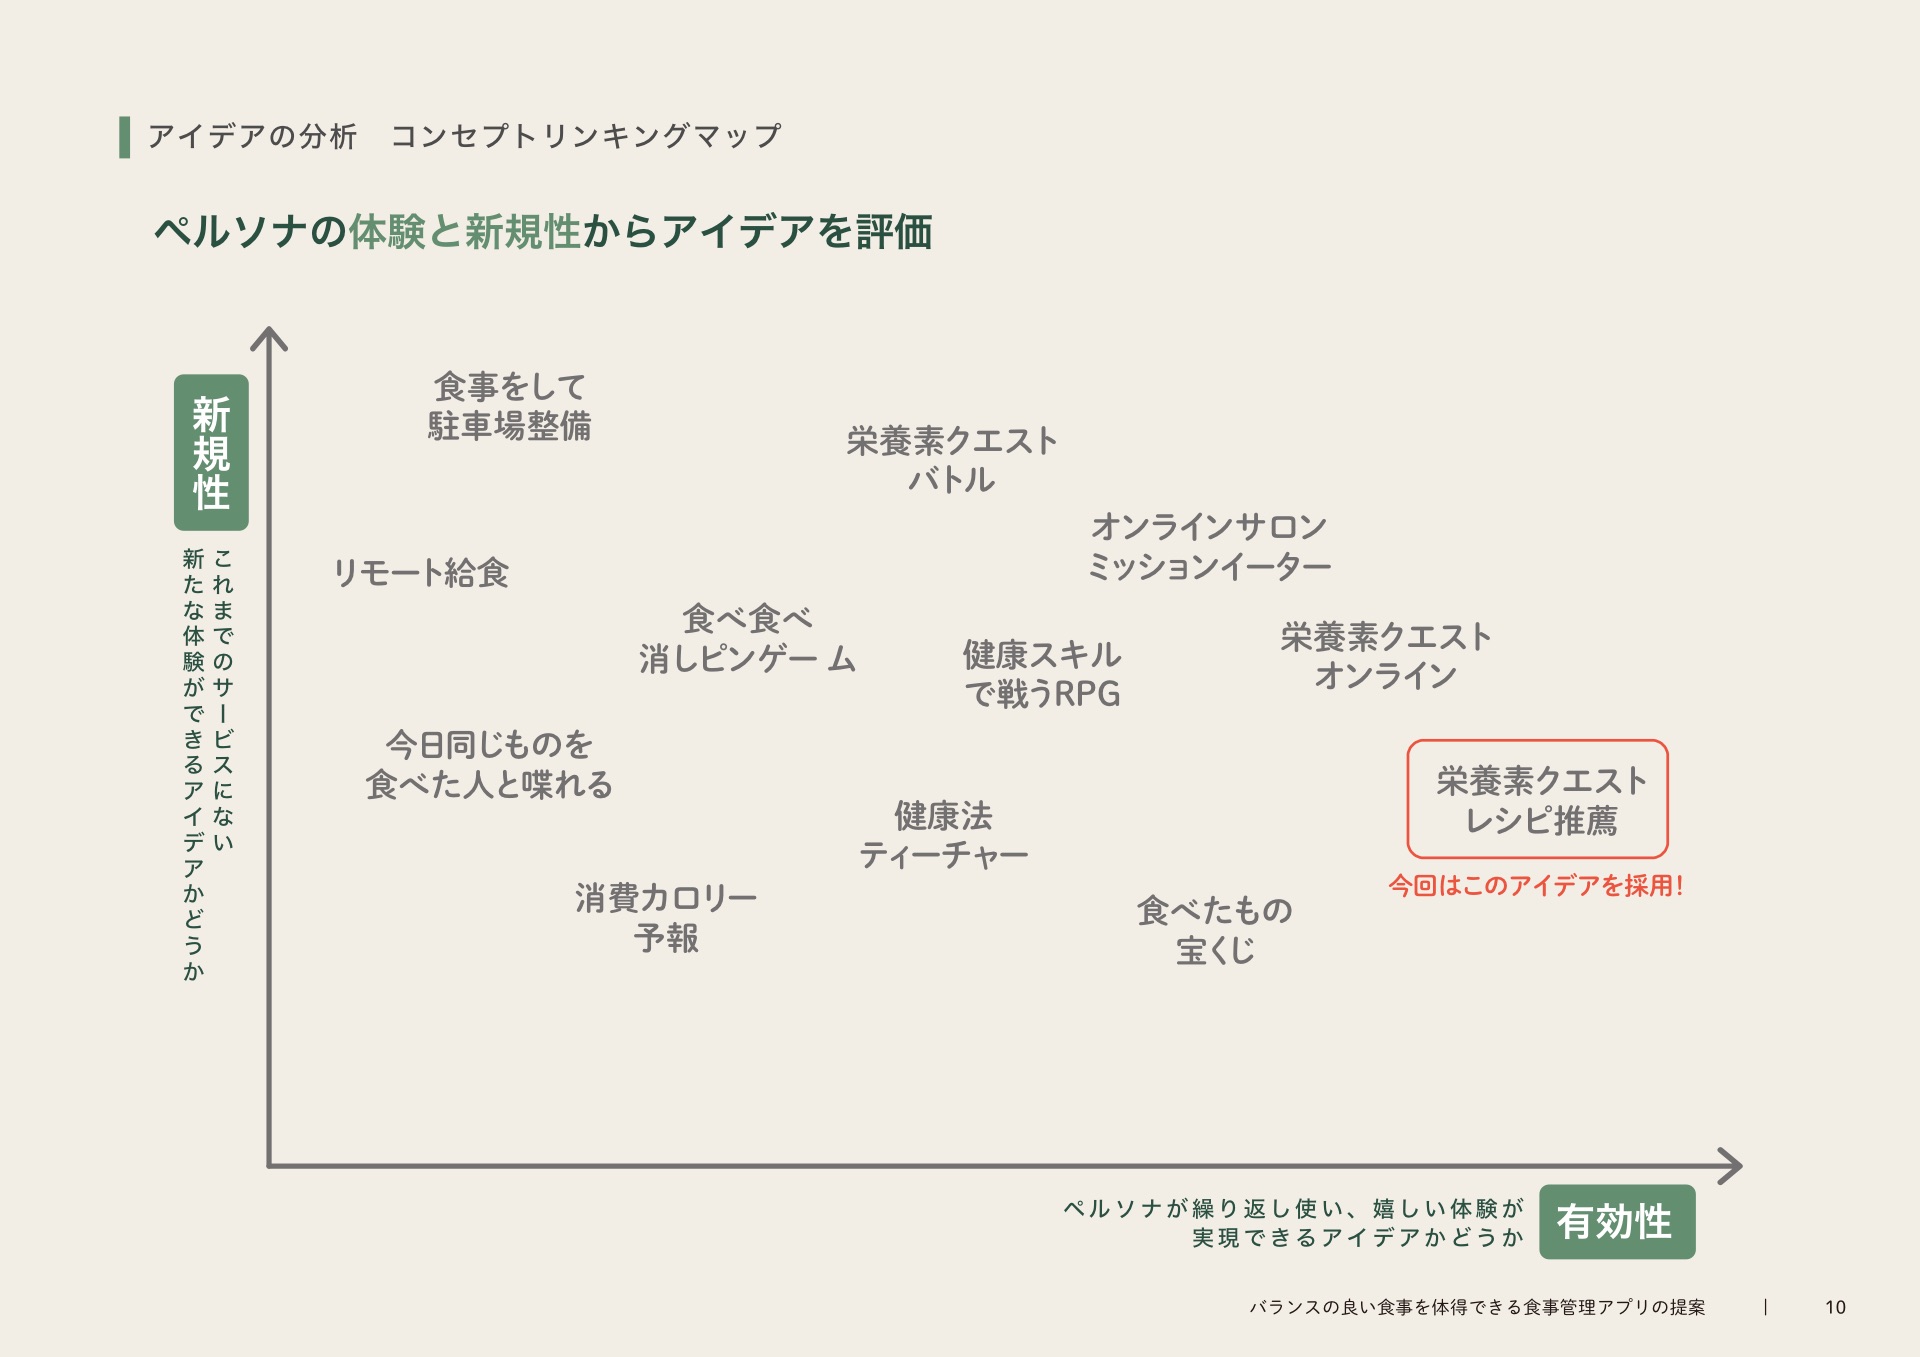 アイデアの分析　コンセプトリンキングマップ
ペルソナの体験と新規性からアイデアを評価
新規性
これまでのサービスにない
新たな体験ができるアイデアかどうか
食事をして
駐車場整備
栄養素クエスト
バトル
オンラインサロン
ミッションイーター
リモート給食
食べ食べ
消しピンゲーム
健康スキル
で戦うRPG
栄養素クエスト
オンライン
今日同じものを
食べた人と喋れる
栄養素クエスト
レシピ推薦
今回はこのアイデアを採用!
健康法
ティーチャー
消費カロリー
予報
食べたもの
宝くじ
ペルソナが繰り返し使い、嬉しい体験が
実現できるアイデアかどうか
有効性
バランスの良い食事を体得できる食事管理アプリの提案　|　10